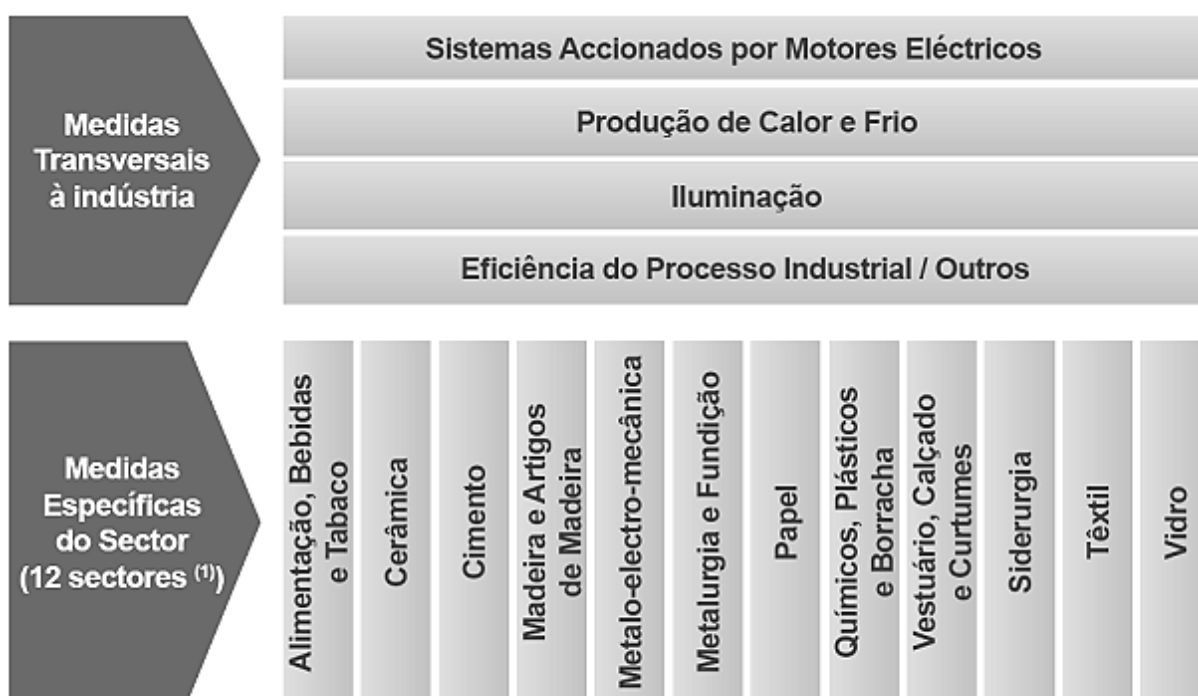 Medidas
Transversais
à indústria
Sistemas Accionados por Motores Eléctricos
Produção de Calor e Frio
Iluminação
Eficiência do Processo Industrial / Outros
Medidas
Específicas
do Sector
(12 sectores (1))
Alimentação, Bebidas
e Tabaco
Cerâmica
Cimento
Madeira e Artigos
de Madeira
Metalo-electro-mecânica
Metalurgia e Fundição
Papel
Químicos, Plásticos
e Borracha
Vestuário, Calçado
e Curtumes
Siderurgia
Têxtil
Vidro